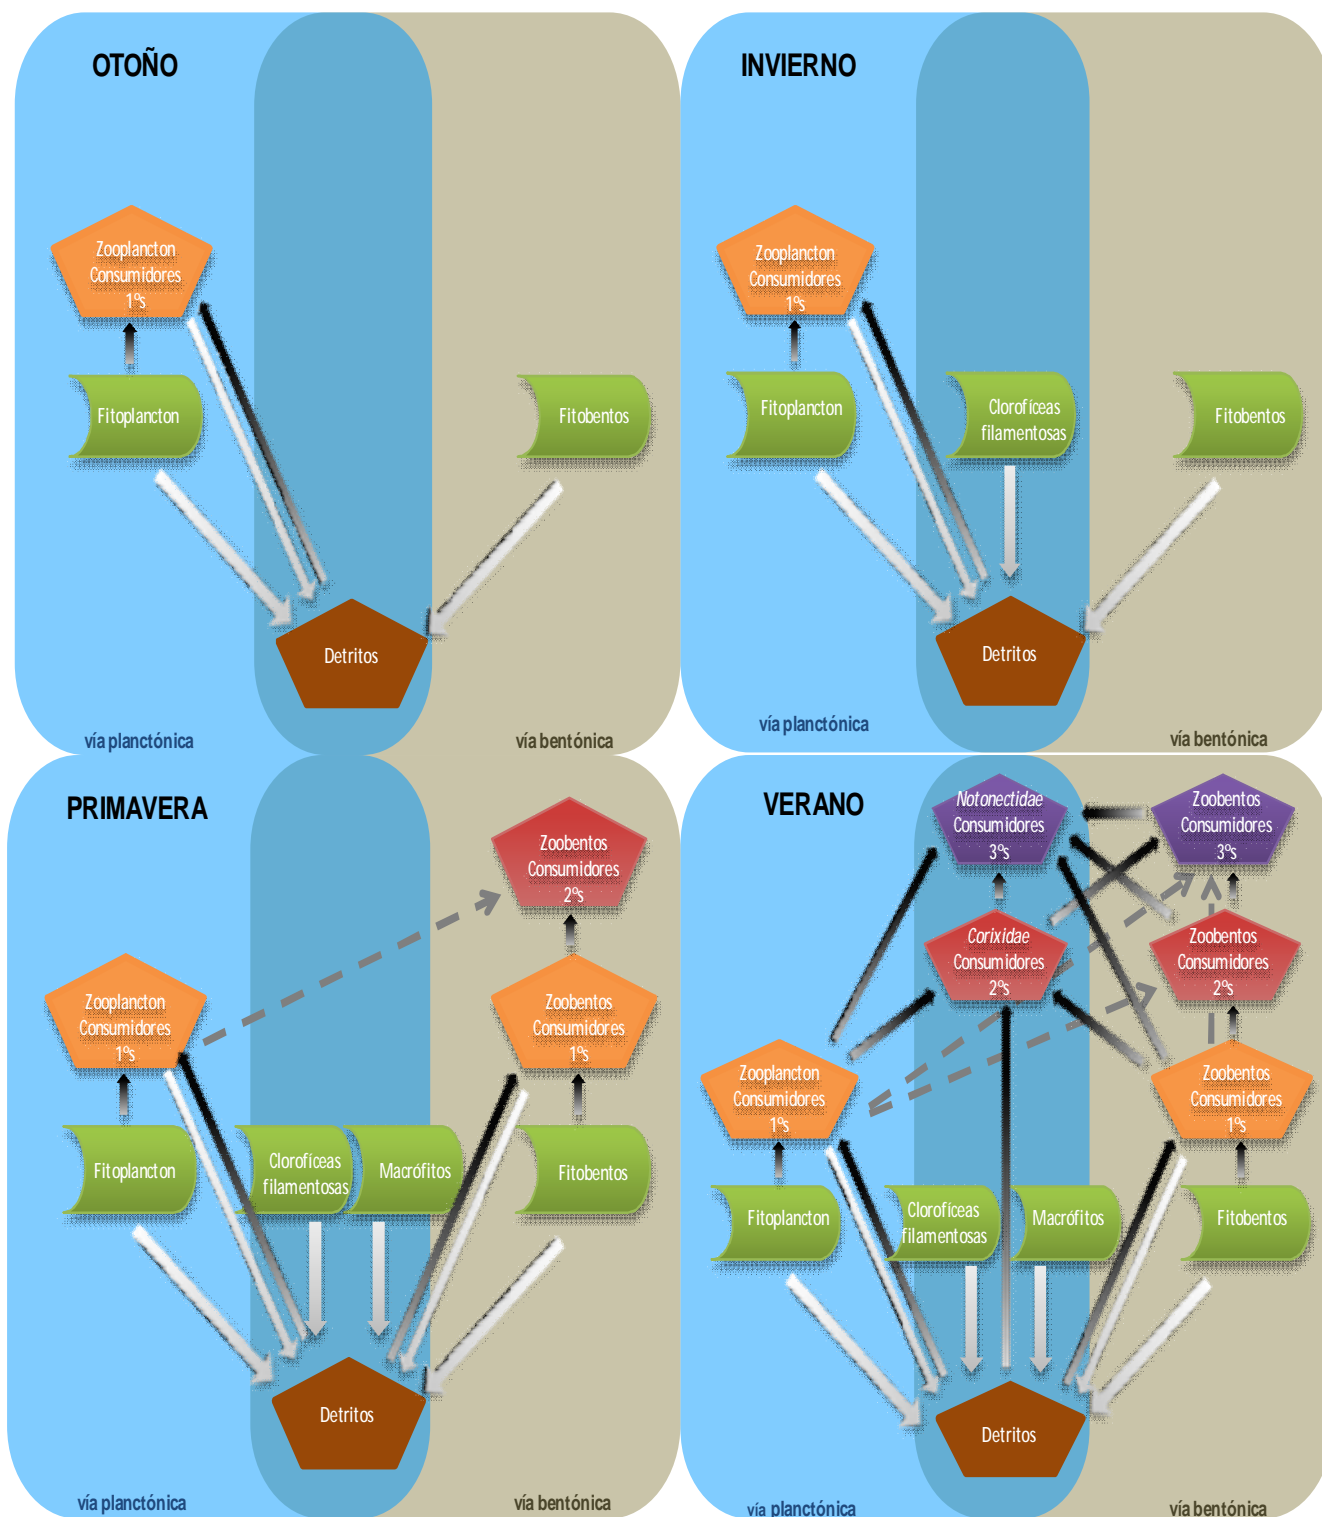 OTOÑO
Zooplancton
Consumidores
1ºs
Fitoplancton
Fitobentos
Detritos
vía planctónica
vía bentónica
INVIERNO
Zooplancton
Consumidores
1ºs
Fitoplancton
Clorofíceas
filamentosas
Fitobentos
Detritos
vía planctónica
vía bentónica
PRIMAVERA
Zoobentos
Consumidores
2ºs
Zooplancton
Consumidores
1ºs
Zoobentos
Consumidores
1ºs
Fitoplancton
Clorofíceas
filamentosas
Macrófitos
Fitobentos
Detritos
vía planctónica
vía bentónica
VERANO
Notonectidae
Consumidores
3ºs
Zoobentos
Consumidores
3ºs
Corixidae
Consumidores
2ºs
Zoobentos
Consumidores
2ºs
Zooplancton
Consumidores
1ºs
Zoobentos
Consumidores
1ºs
Fitoplancton
Clorofíceas
filamentosas
Macrófitos
Fitobentos
Detritos
vía planctónica
vía bentónica